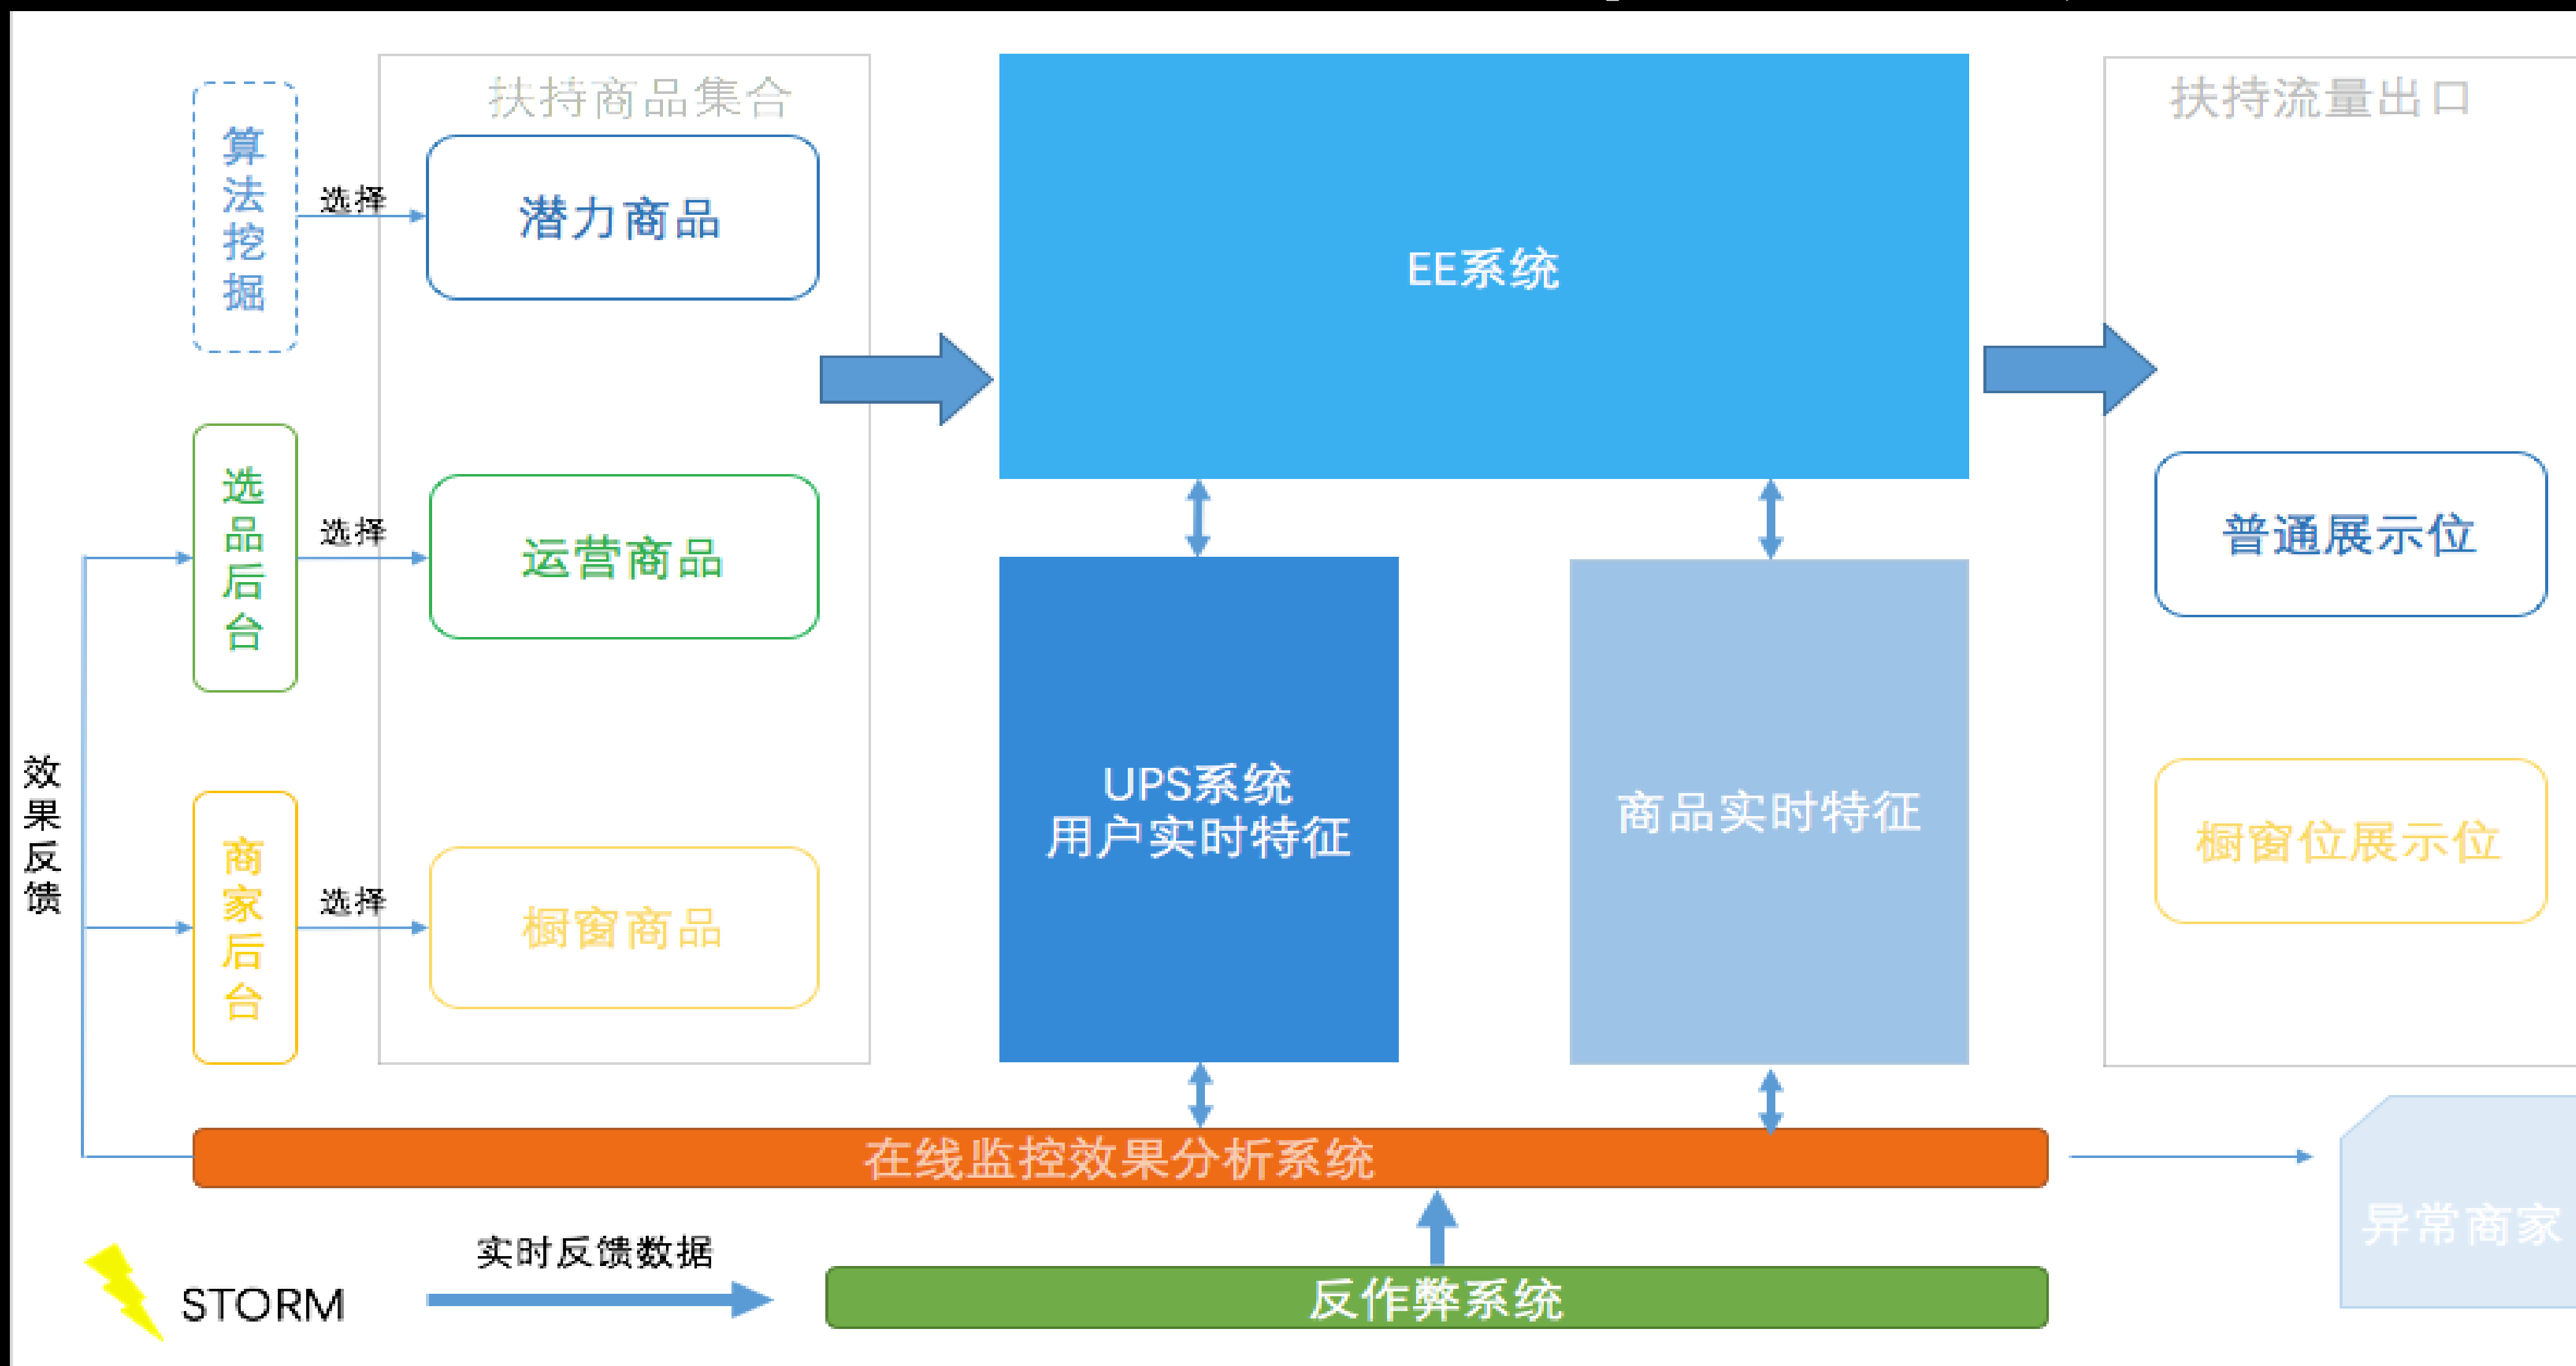 扶持商品集合
扶持流量出口
算法挖掘
选择
潜力商品
EE系统
选品后台
选择
运营商品
普通展示位
效果反馈
UPS系统
用户实时特征
商品实时特征
橱窗位展示位
商家后台
选择
橱窗商品
在线监控效果分析系统
异常商家
实时反馈数据
STORM
反作弊系统